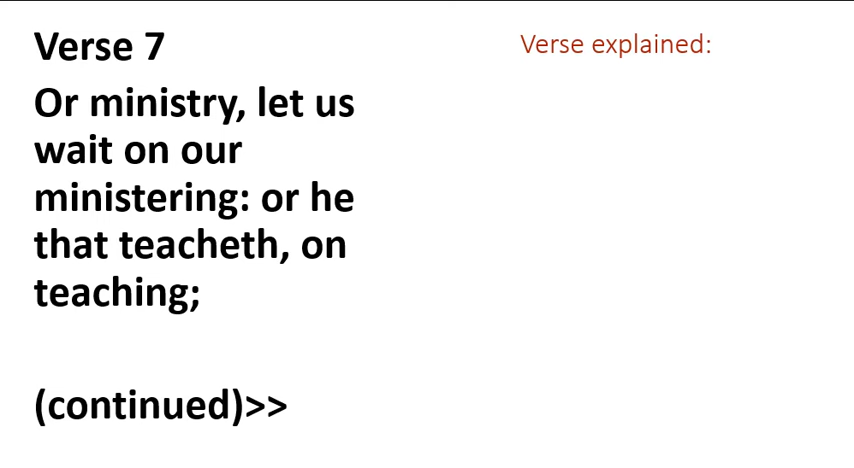 Verse 7
Verse explained:
Or ministry, let us
wait on our
ministering: or he
that teacheth, on
teaching;
(continued)>>